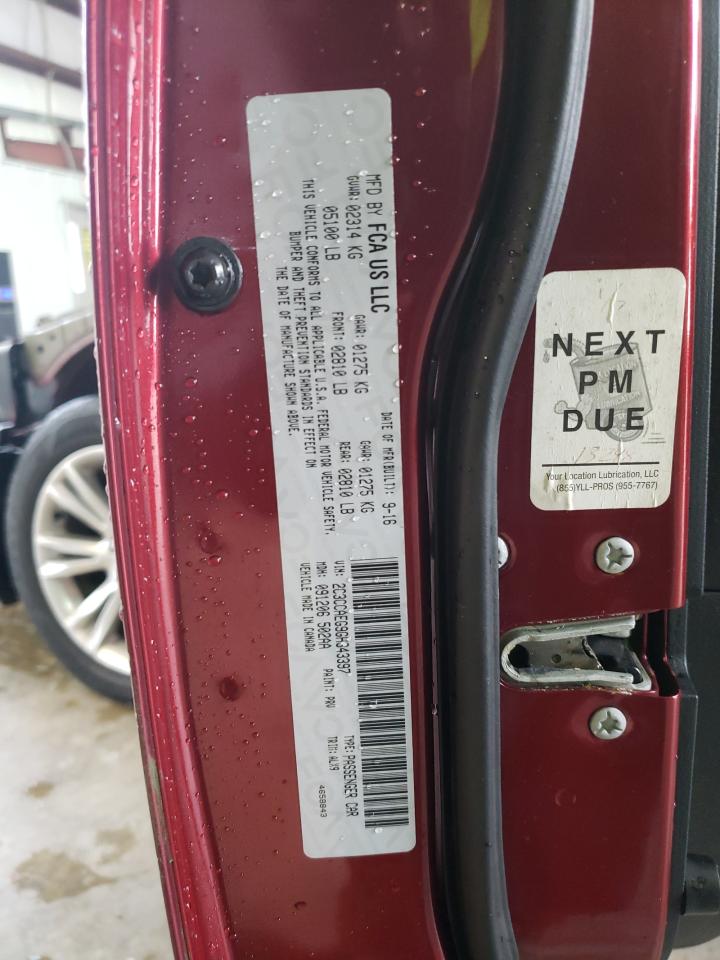 MFD BY FCA US LLC
DATE OF MFR(BUILT): 9-16
GVWR: 02314 KG
GAWR: 01275 KG
GAWR: 01275 KG
05100 LB
FRONT: 02810 LB
REAR: 02810 LB
THIS VEHICLE CONFORMS TO ALL APPLICABLE U.S.A. FEDERAL MOTOR VEHICLE SAFETY,
BUMPER AND THEFT PREVENTION STANDARDS IN EFFECT ON
THE DATE OF MANUFACTURE SHOWN ABOVE.
VIN: 2C3CCAEG9GH343397
TYPE: PASSENGER CAR
MDH: 091206 502AA
PAINT: PRV
TRIM: ALX9
VEHICLE MADE IN CANADA
4658843
NEXT
PM
DUE
Your Location Lubrication, LLC
(855)YLL-PROS (955-7767)